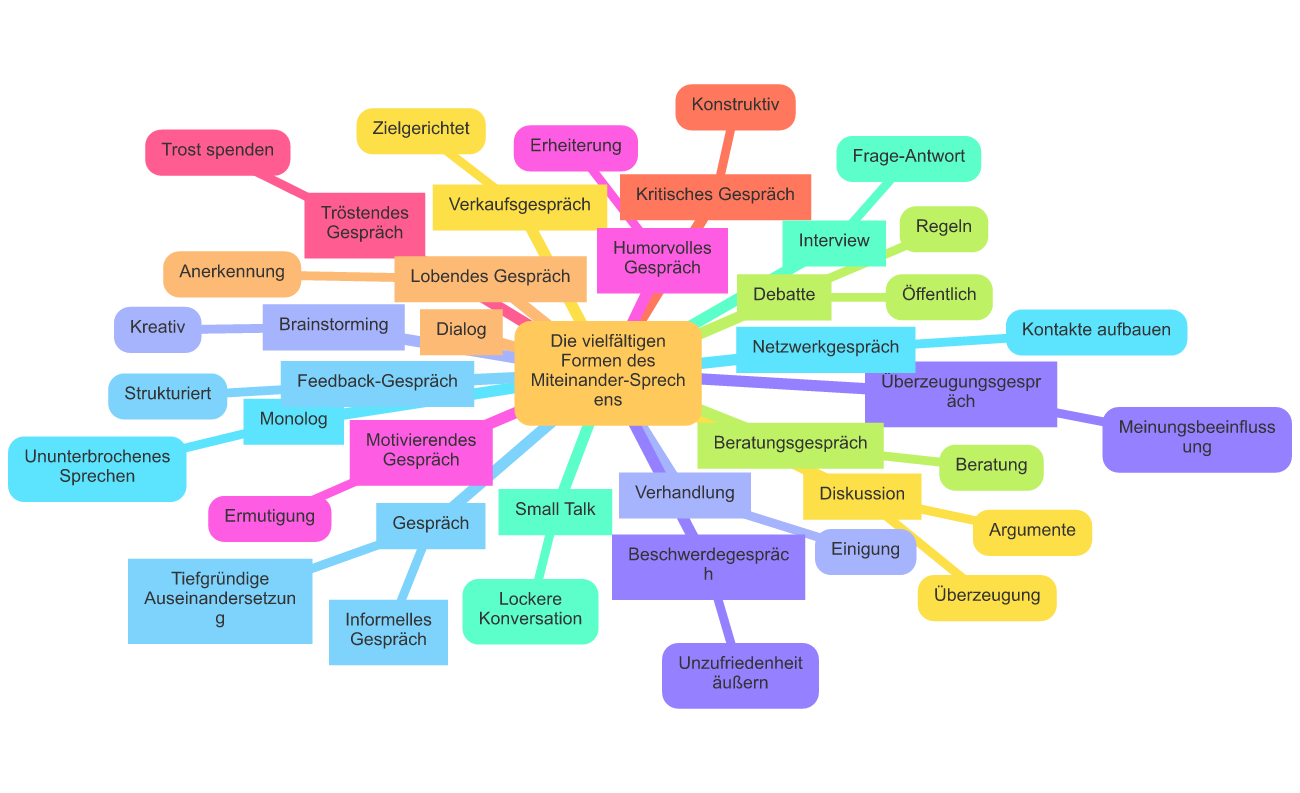 Konstruktiv
Zielgerichtet
Erheiterung
Trost spenden
Frage-Antwort
Kritisches Gespräch
Verkaufsgespräch
Tröstendes
Gespräch
Regeln
Interview
Humorvolles
Gespräch
Anerkennung
Lobendes Gespräch
Debatte
Öffentlich
Kreativ
Brainstorming
Dialog
Die vielfältigen
Formen des
Miteinander-Sprech
ens
Netzwerkgespräch
Kontakte aufbauen
Strukturiert
Feedback-Gespräch
Überzeugungsgespr
äch
Monolog
Meinungsbeeinfluss
ung
Ununterbrochenes
Sprechen
Motivierendes
Gespräch
Beratungsgespräch
Beratung
Verhandlung
Diskussion
Ermutigung
Gespräch
Small Talk
Argumente
Einigung
Beschwerdegespräc
h
Tiefgründige
Auseinandersetzun
g
Überzeugung
Lockere
Konversation
Informelles
Gespräch
Unzufriedenheit
äußern